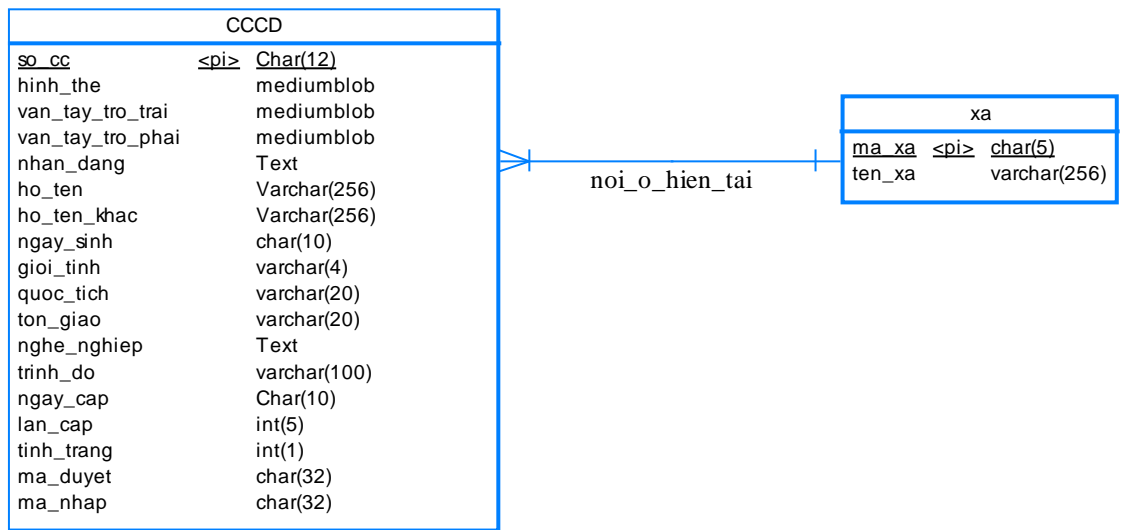 CCCD
so_cc <pi> Char(12)
hinh_the mediumblob
van_tay_tro_trai mediumblob
van_tay_tro_phai mediumblob
nhan_dang Text
ho_ten Varchar(256)
ho_ten_khac Varchar(256)
ngay_sinh char(10)
gioi_tinh varchar(4)
quoc_tich varchar(20)
ton_giao varchar(20)
nghe_nghiep Text
trinh_do varchar(100)
ngay_cap Char(10)
lan_cap int(5)
tinh_trang int(1)
ma_duyet char(32)
ma_nhap char(32)
noi_o_hien_tai
xa
ma_xa <pi> char(5)
ten_xa varchar(256)